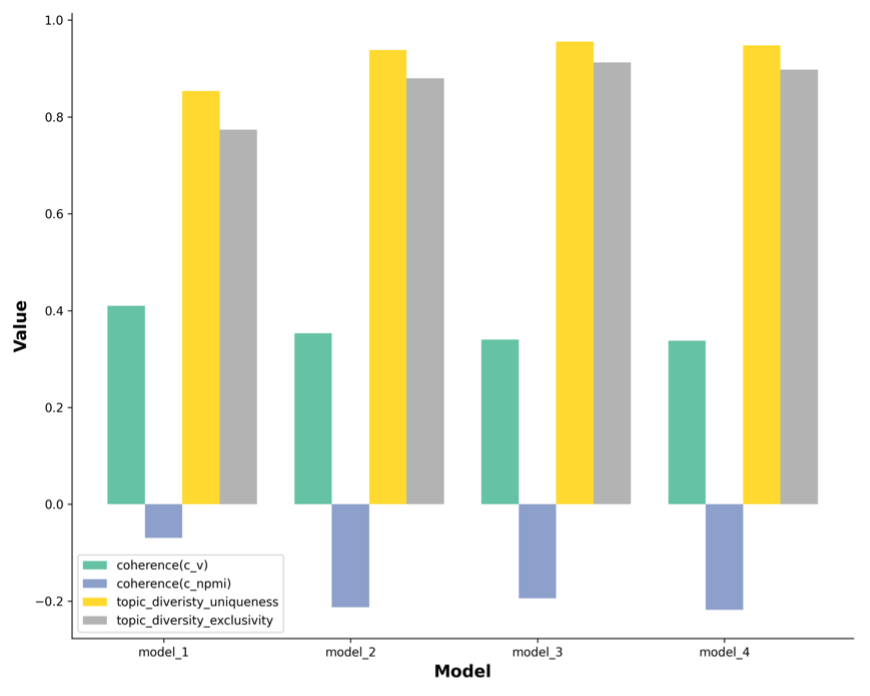 1.0
0.8
0.6
0.4
0.2
0.0
−0.2
Value
coherence(c_v)
coherence(c_npmi)
topic_diveristy_uniqueness
topic_diversity_exclusivity
model_1 model_2 model_3 model_4
Model